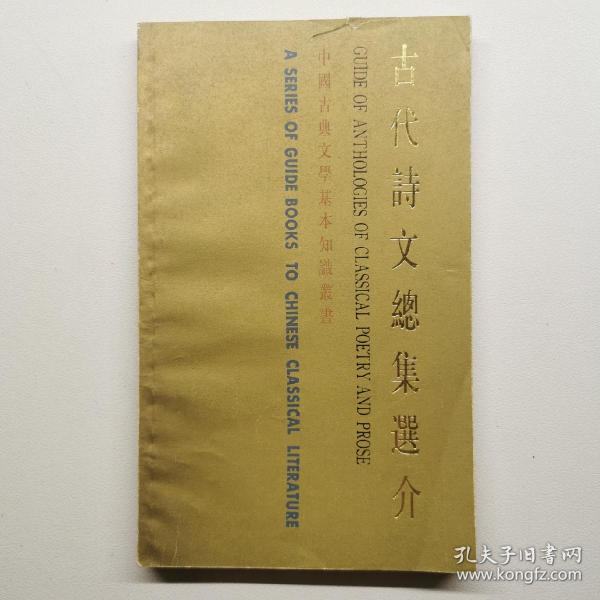 古代詩文總集選介
GUIDE OF ANTHOLOGIES OF CLASSICAL POETRY AND PROSE
中國古典文學基本知識叢書
A SERIES OF GUIDE BOOKS TO CHINESE CLASSICAL LITERATURE
孔夫子旧書网
www.kongfz.com